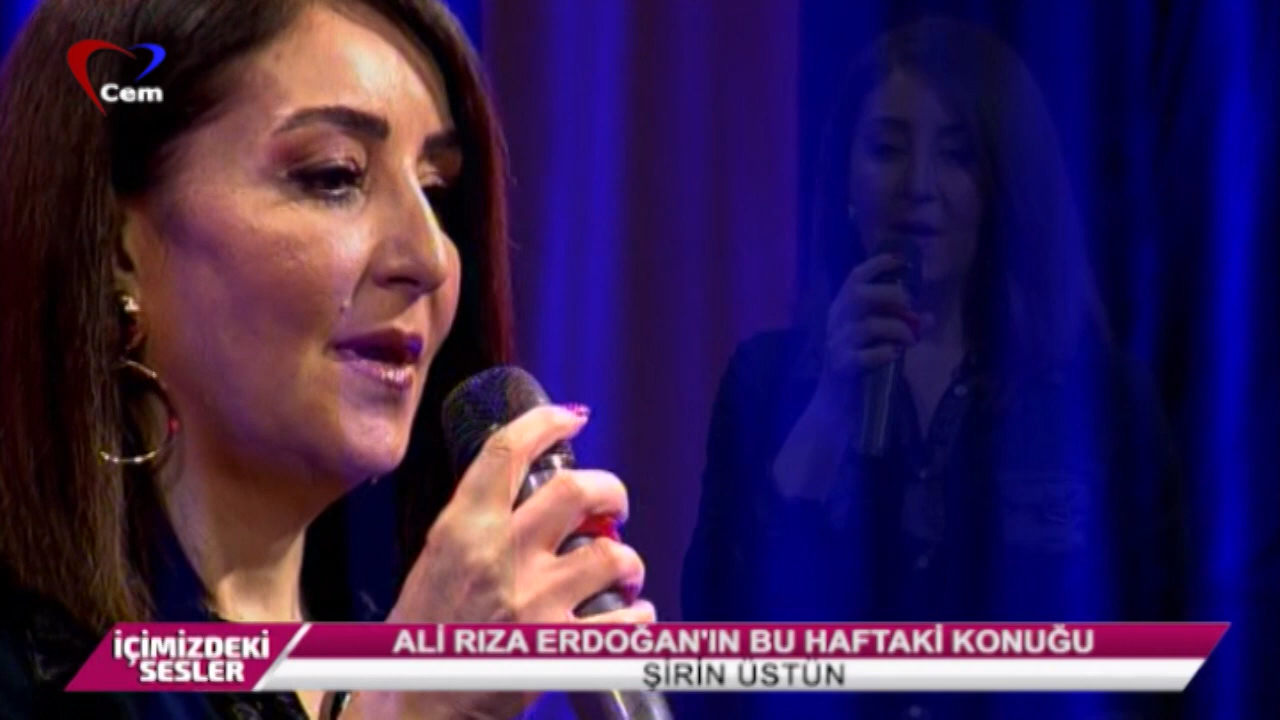 Cem
İÇİMİZDEKİ
SESLER
ALİ RIZA ERDOĞAN'IN BU HAFTAKİ KONUĞU
ŞİRİN ÜSTÜN